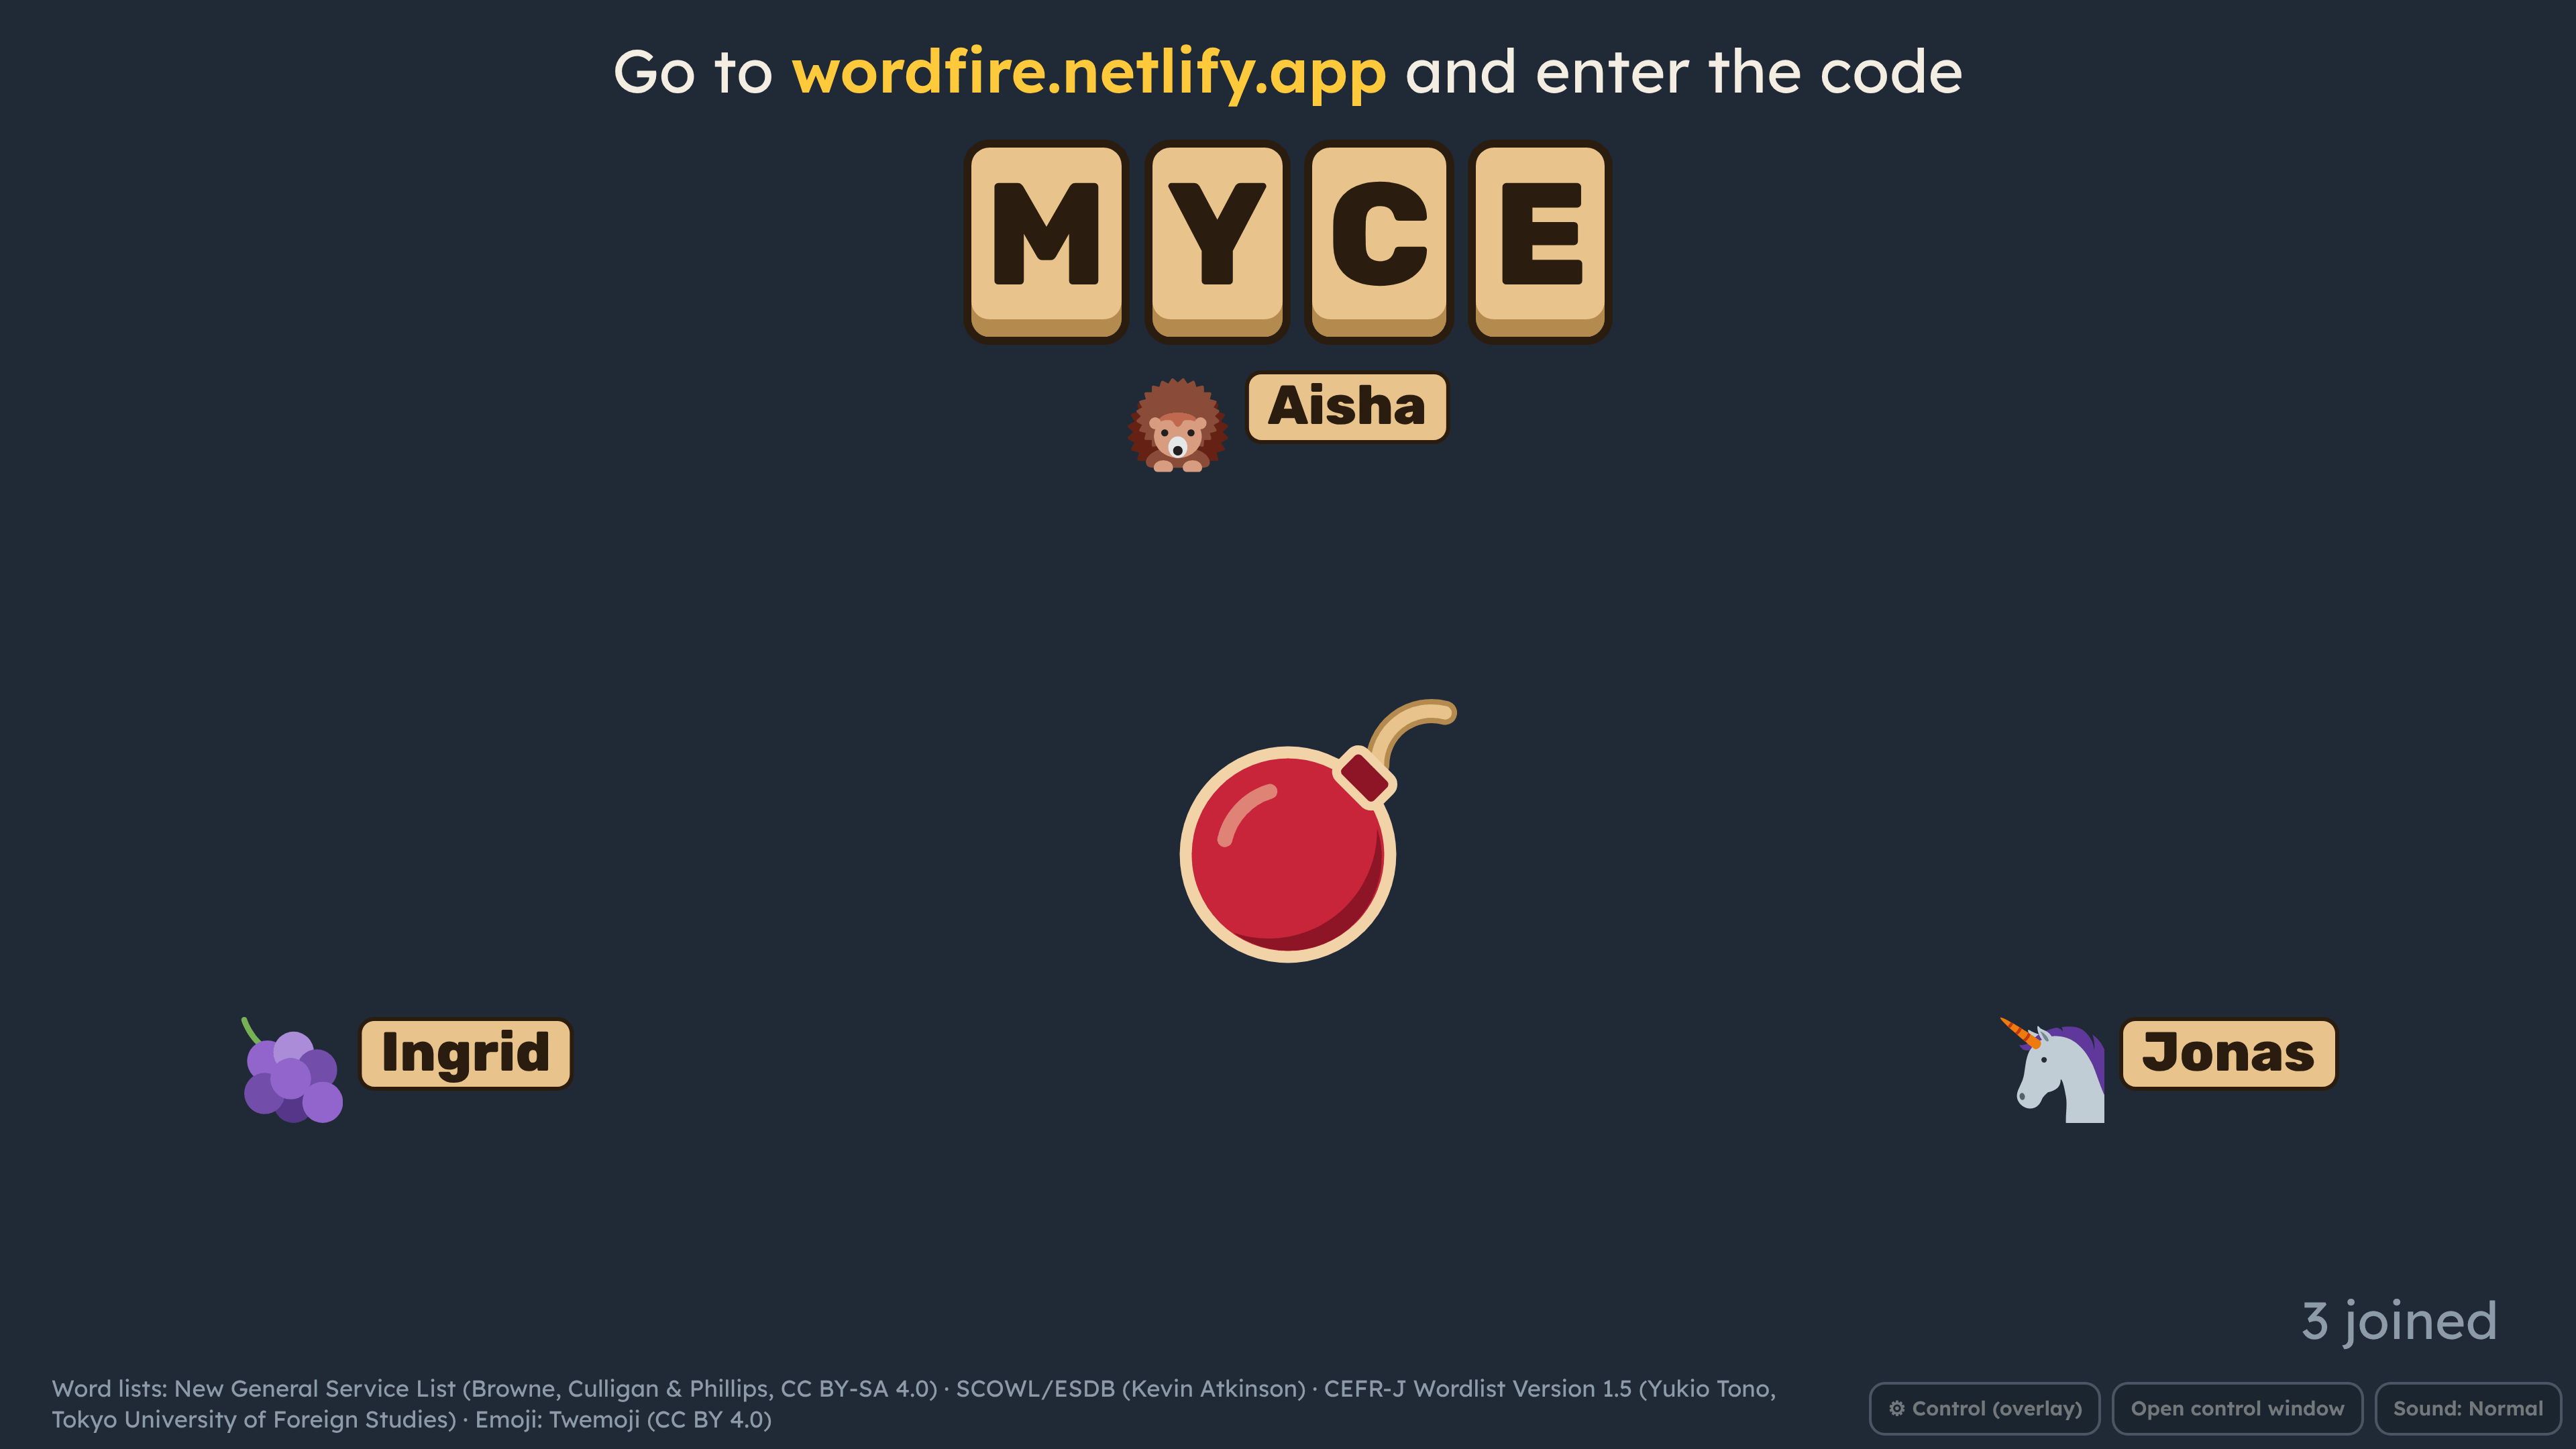 Go to wordfire.netlify.app and enter the code
MYCE
Aisha
Ingrid
Jonas
3 joined
Word lists: New General Service List (Browne, Culligan & Phillips, CC BY-SA 4.0) · SCOWL/ESDB (Kevin Atkinson) · CEFR-J Wordlist Version 1.5 (Yukio Tono,
Tokyo University of Foreign Studies) · Emoji: Twemoji (CC BY 4.0)
⚙ Control (overlay)
Open control window
Sound: Normal